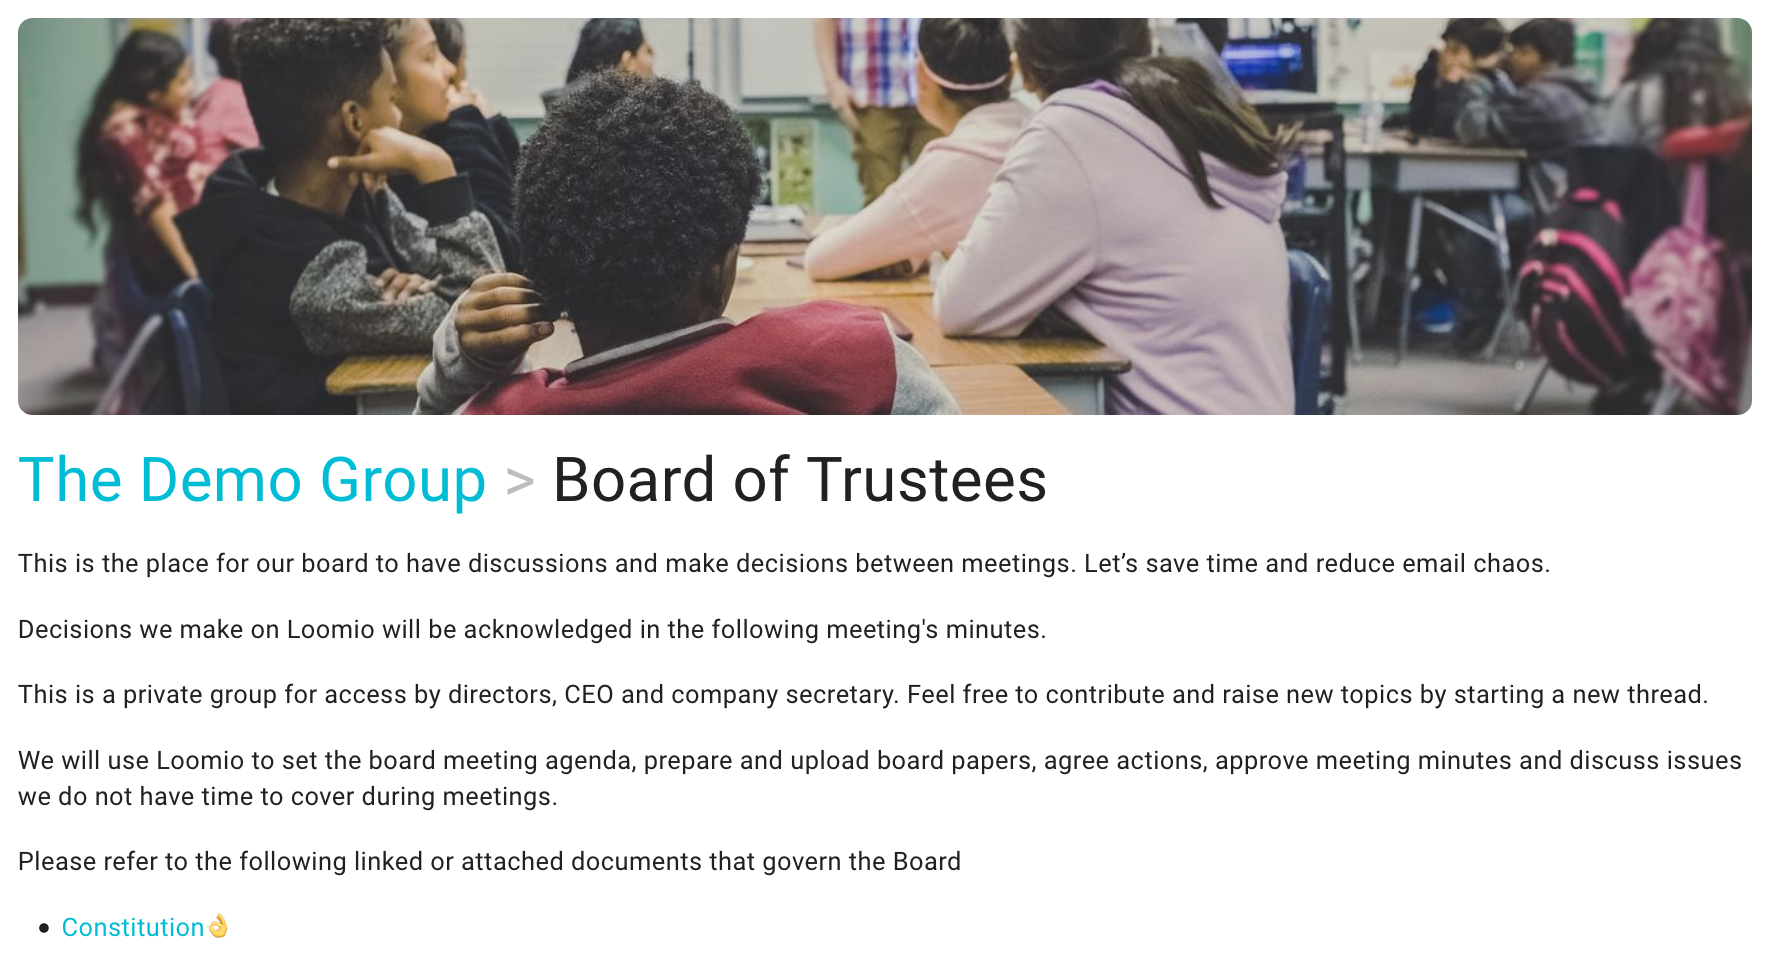 The Demo Group > Board of Trustees
This is the place for our board to have discussions and make decisions between meetings. Let’s save time and reduce email chaos.
Decisions we make on Loomio will be acknowledged in the following meeting's minutes.
This is a private group for access by directors, CEO and company secretary. Feel free to contribute and raise new topics by starting a new thread.
We will use Loomio to set the board meeting agenda, prepare and upload board papers, agree actions, approve meeting minutes and discuss issues
we do not have time to cover during meetings.
Please refer to the following linked or attached documents that govern the Board
• Constitution👌